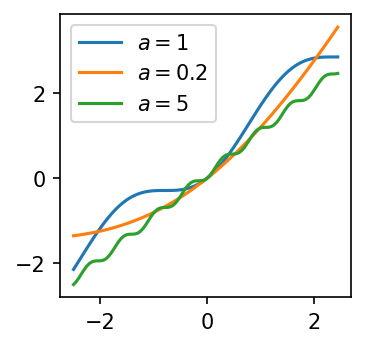 a = 1
a = 0.2
a = 5
2
0
−2
−2 0 2